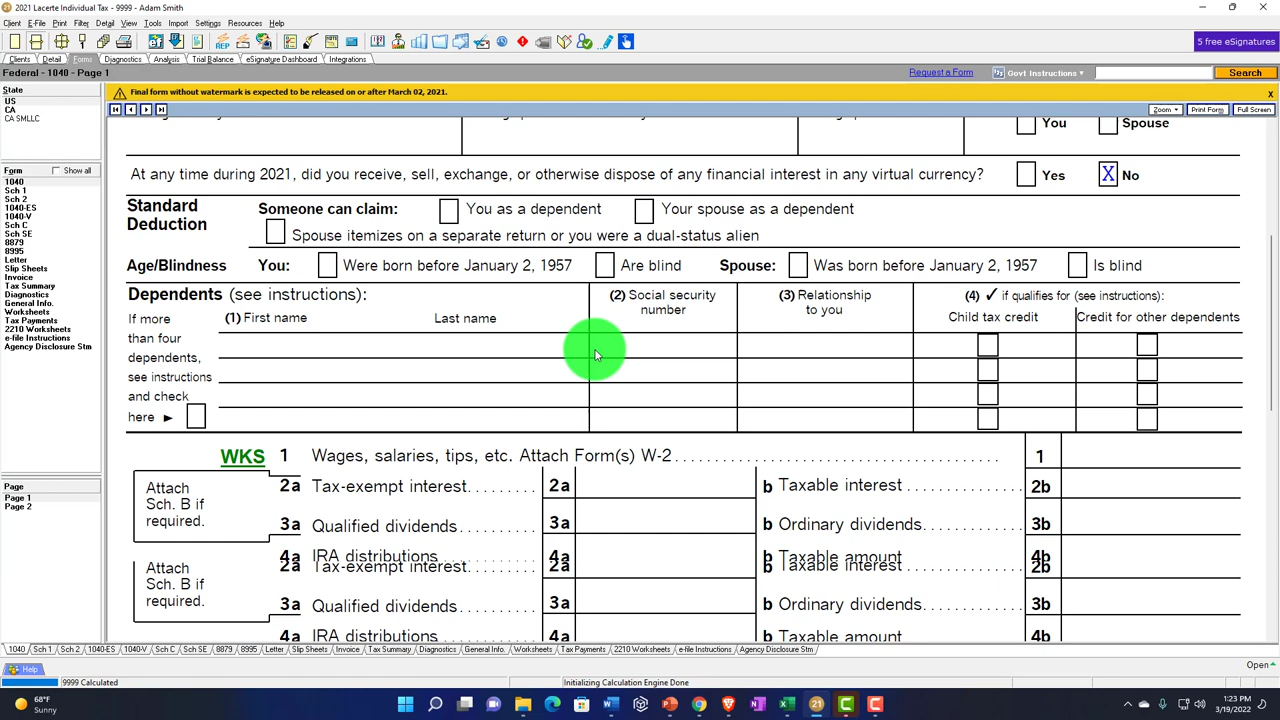 2021 Lacerte Individual Tax - 9999 - Adam Smith
Client E-File Print Filter Detail View Tools Import Settings Resources Help
REP
5 free eSignatures
Clients Detail Forms Diagnostics Analysis Trial Balance eSignature Dashboard Integrations
Federal - 1040 - Page 1
Request a Form
Govt Instructions
Search
State
US
CA
CA SMLLC
Final form without watermark is expected to be released on or after March 02, 2021.
x
Zoom
Print Form
Full Screen
Form
Show all
1040
Sch 1
Sch 2
1040-ES
1040-V
Sch C
Sch SE
8879
8995
Letter
Slip Sheets
Invoice
Tax Summary
Diagnostics
General Info.
Worksheets
Tax Payments
2210 Worksheets
e-file Instructions
Agency Disclosure Stm
Page
Page 1
Page 2
You Spouse
At any time during 2021, did you receive, sell, exchange, or otherwise dispose of any financial interest in any virtual currency? Yes X No
Standard Deduction
Someone can claim: You as a dependent Your spouse as a dependent
Spouse itemizes on a separate return or you were a dual-status alien
Age/Blindness You: Were born before January 2, 1957 Are blind Spouse: Was born before January 2, 1957 Is blind
Dependents (see instructions):
(2) Social security number
(3) Relationship to you
(4) ✓ if qualifies for (see instructions):
If more than four dependents, see instructions and check here ►
(1) First name Last name
Child tax credit Credit for other dependents
WKS 1 Wages, salaries, tips, etc. Attach Form(s) W-2 1
Attach Sch. B if required.
2a Tax-exempt interest 2a b Taxable interest 2b
3a Qualified dividends 3a b Ordinary dividends 3b
4a IRA distributions 4a b Taxable amount 4b
Attach Sch. B if required.
2a Tax-exempt interest 2a b Taxable interest 2b
3a Qualified dividends 3a b Ordinary dividends 3b
4a IRA distributions 4a b Taxable amount 4b
1040 Sch 1 Sch 2 1040-ES 1040-V Sch C Sch SE 8879 8995 Letter Slip Sheets Invoice Tax Summary Diagnostics General Info. Worksheets Tax Payments 2210 Worksheets e-file Instructions Agency Disclosure Stm
Help
Open
9999 Calculated
Initializing Calculation Engine Done
68°F
Sunny
21
1:23 PM
3/19/2022